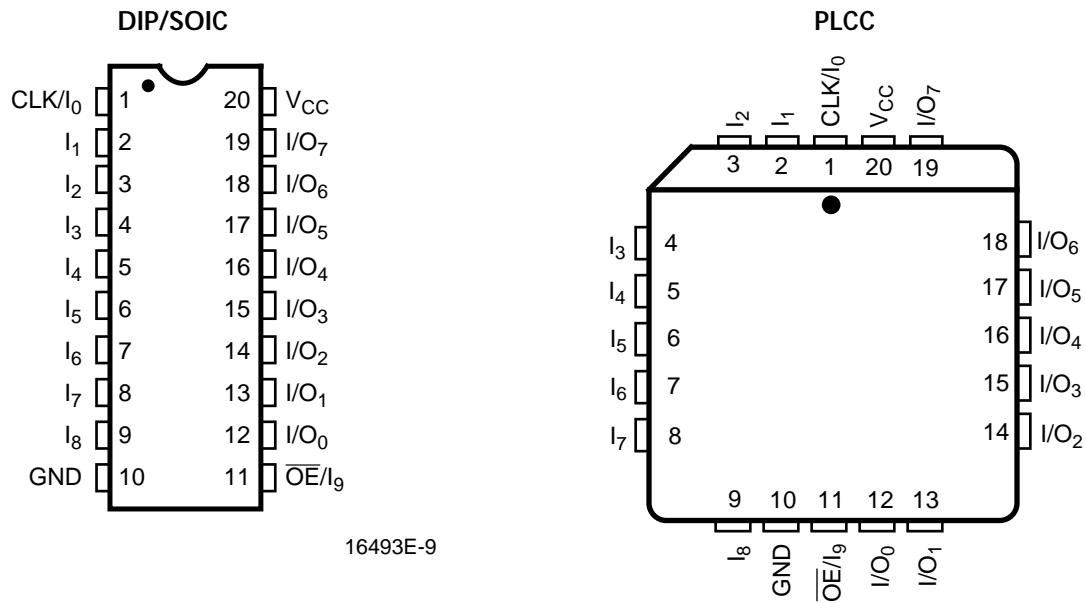 DIP/SOIC
CLK/I0 1 20 VCC
I1 2 19 I/O7
I2 3 18 I/O6
I3 4 17 I/O5
I4 5 16 I/O4
I5 6 15 I/O3
I6 7 14 I/O2
I7 8 13 I/O1
I8 9 12 I/O0
GND 10 11 O̅E̅/I9
16493E-9
PLCC
I2 I1 CLK/I0 VCC I/O7
3 2 1 20 19
I3 4 18 I/O6
I4 5 17 I/O5
I5 6 16 I/O4
I6 7 15 I/O3
I7 8 14 I/O2
9 10 11 12 13
I8 GND O̅E̅/I9 I/O0 I/O1